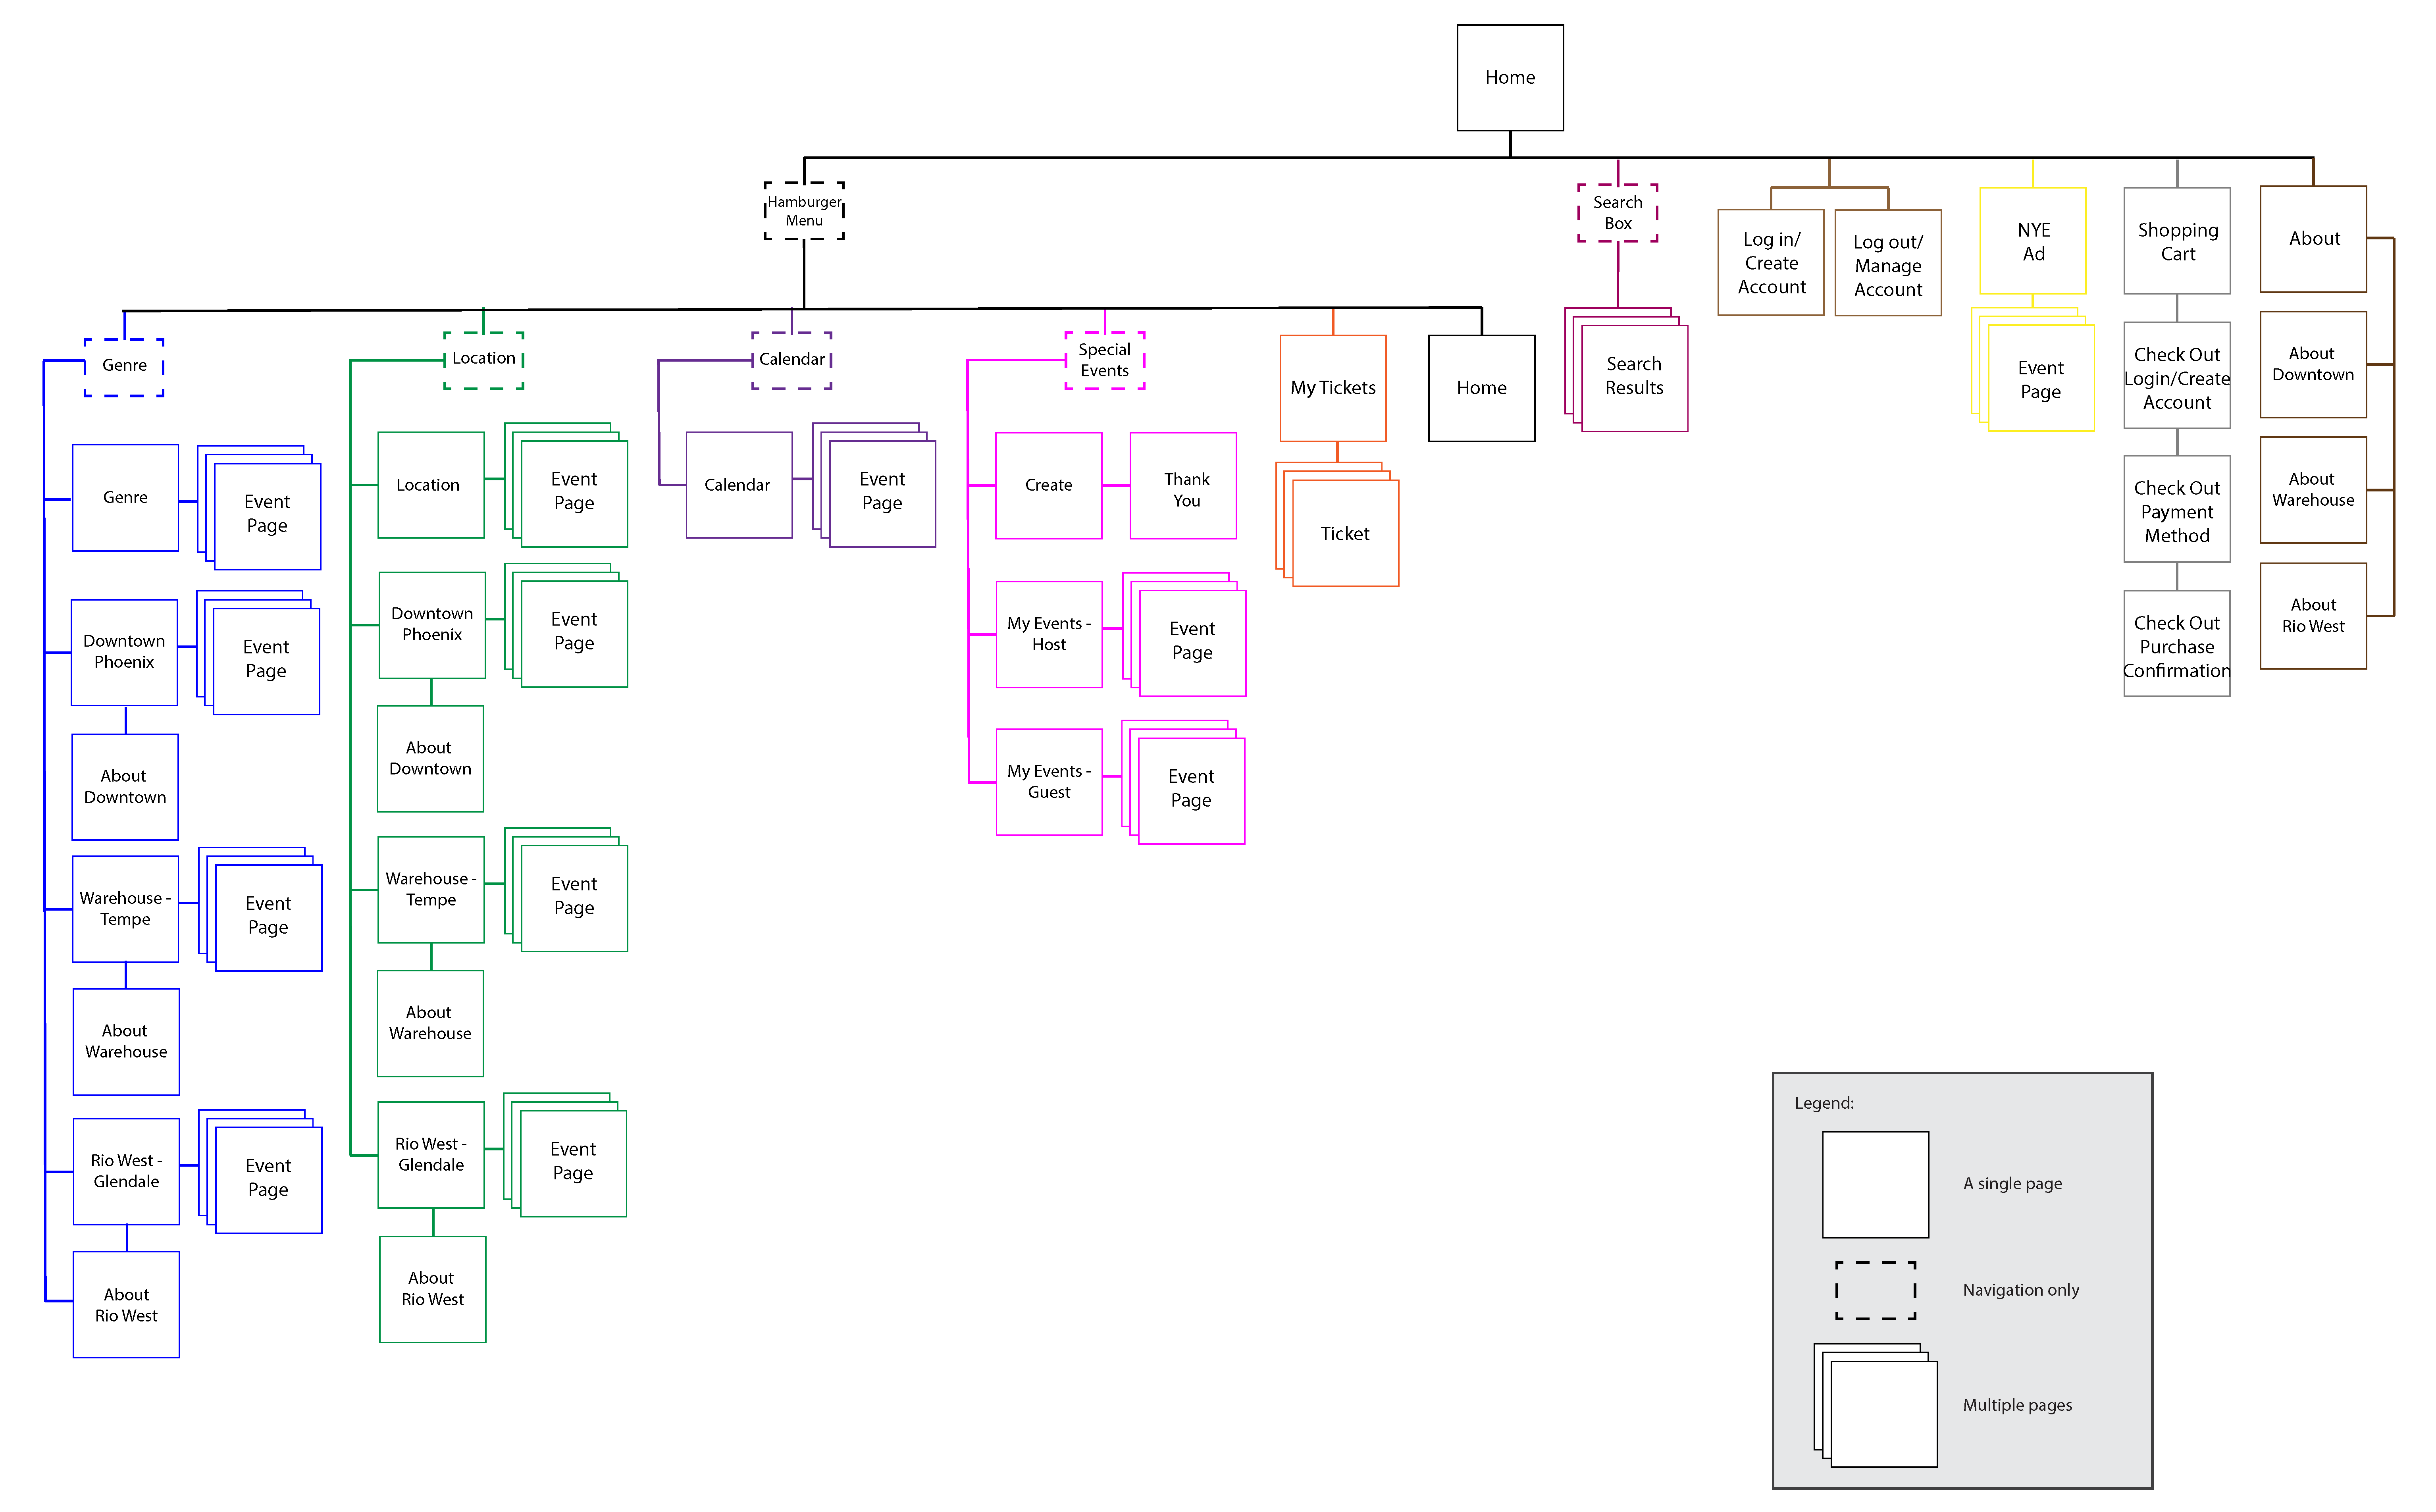 Home
Hamburger
Menu
Search
Box
Log in/
Create
Account
Log out/
Manage
Account
NYE
Ad
Event
Page
Shopping
Cart
Check Out
Login/Create
Account
Check Out
Payment
Method
Check Out
Purchase
Confirmation
About
About
Downtown
About
Warehouse
About
Rio West
Search
Results
Genre
Genre
Event
Page
Downtown
Phoenix
Event
Page
About
Downtown
Warehouse -
Tempe
Event
Page
About
Warehouse
Rio West -
Glendale
Event
Page
About
Rio West
Location
Location
Event
Page
Downtown
Phoenix
Event
Page
About
Downtown
Warehouse -
Tempe
Event
Page
About
Warehouse
Rio West -
Glendale
Event
Page
About
Rio West
Calendar
Calendar
Event
Page
Special
Events
Create
Thank
You
My Events -
Host
Event
Page
My Events -
Guest
Event
Page
My Tickets
Ticket
Home
Legend:
A single page
Navigation only
Multiple pages